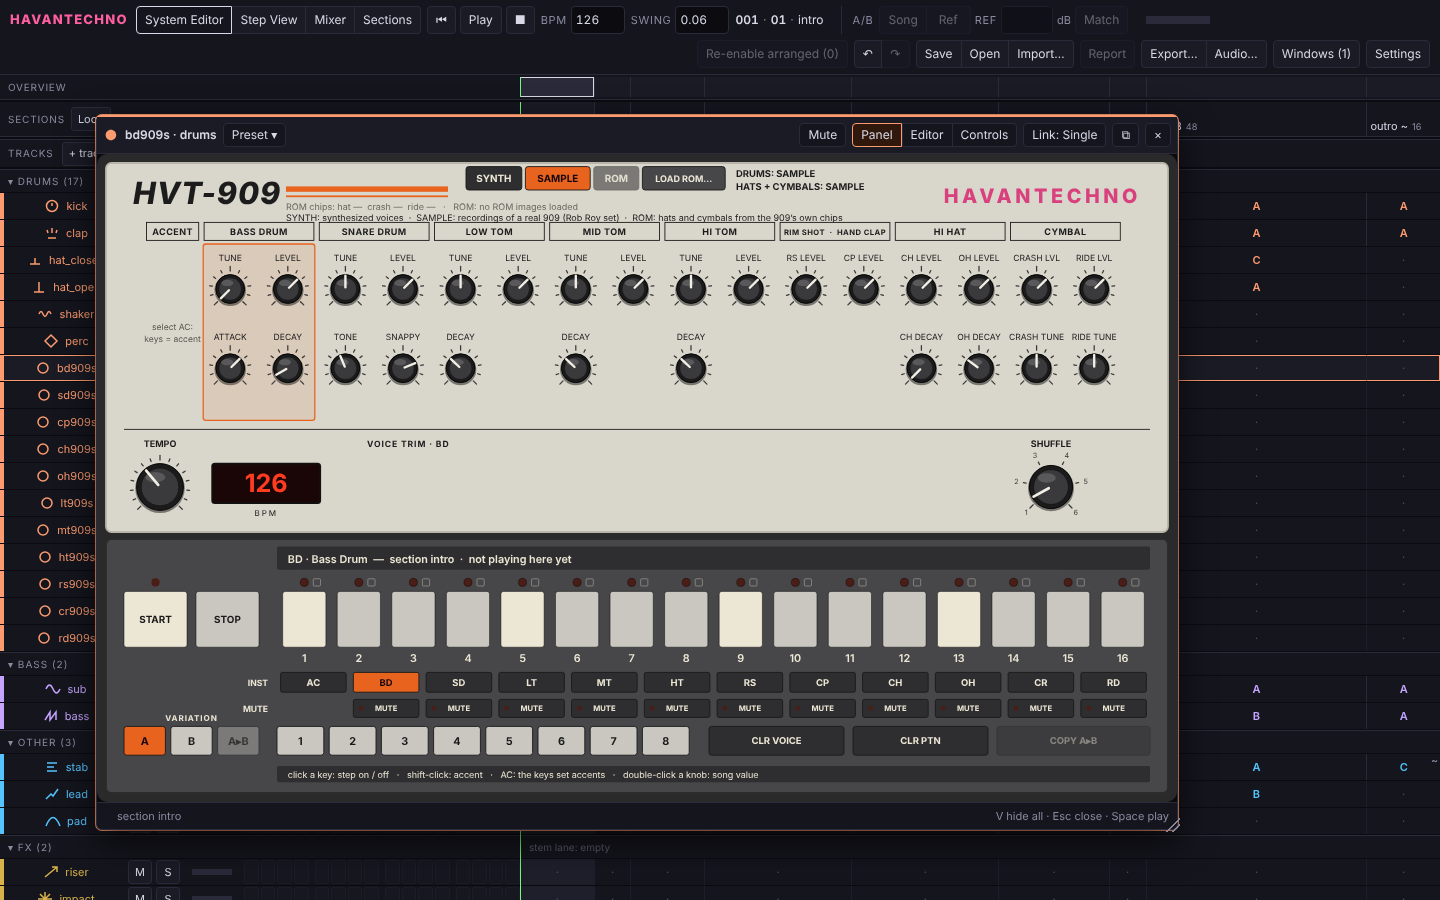 HAVANTECHNO System Editor Step View Mixer Sections Play BPM 126 SWING 0.06 001 · 01 · intro A/B Song Ref REF dB Match
Re-enable arranged (0) Save Open Import... Report Export... Audio... Windows (1) Settings
OVERVIEW
SECTIONS Loo 48 outro ~ 16
TRACKS + tra
bd909s · drums Preset ▾ Mute Panel Editor Controls Link: Single ×
▾ DRUMS (17)
kick A A
clap A A
hat_close C ·
hat_ope A ·
shaker
perc
bd909s
sd909s
cp909s
ch909s
oh909s
lt909s
mt909s
ht909s
rs909s
cr909s
rd909s
▾ BASS (2)
sub A A
bass B A
▾ OTHER (3)
stab A C ~
lead B ·
pad
▾ FX (2) stem lane: empty
riser M S
impact M S
HVT-909
SYNTH SAMPLE ROM LOAD ROM...
DRUMS: SAMPLE
HATS + CYMBALS: SAMPLE
HAVANTECHNO
ROM chips: hat — crash — ride — · ROM: no ROM images loaded
SYNTH: synthesized voices · SAMPLE: recordings of a real 909 (Rob Roy set) · ROM: hats and cymbals from the 909's own chips
ACCENT BASS DRUM SNARE DRUM LOW TOM MID TOM HI TOM RIM SHOT · HAND CLAP HI HAT CYMBAL
TUNE LEVEL TUNE LEVEL TUNE LEVEL TUNE LEVEL TUNE LEVEL RS LEVEL CP LEVEL CH LEVEL OH LEVEL CRASH LVL RIDE LVL
select AC:
keys = accent
ATTACK DECAY TONE SNAPPY DECAY DECAY DECAY CH DECAY OH DECAY CRASH TUNE RIDE TUNE
TEMPO VOICE TRIM · BD SHUFFLE
126
BPM
1 2 3 4 5 6
BD · Bass Drum — section intro · not playing here yet
START STOP
1 2 3 4 5 6 7 8 9 10 11 12 13 14 15 16
INST AC BD SD LT MT HT RS CP CH OH CR RD
MUTE MUTE MUTE MUTE MUTE MUTE MUTE MUTE MUTE MUTE MUTE MUTE
VARIATION
A B A▸B 1 2 3 4 5 6 7 8 CLR VOICE CLR PTN COPY A▸B
click a key: step on / off · shift-click: accent · AC: the keys set accents · double-click a knob: song value
section intro V hide all · Esc close · Space play